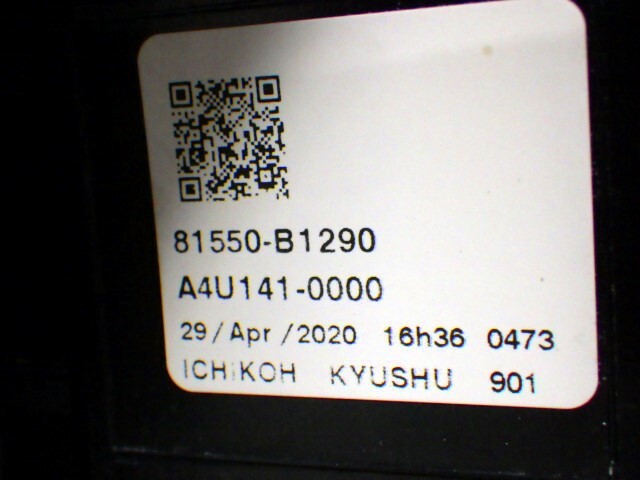 81550-B1290
A4U141-0000
29/Apr/2020 16h36 0473
ICHIKOH KYUSHU 901